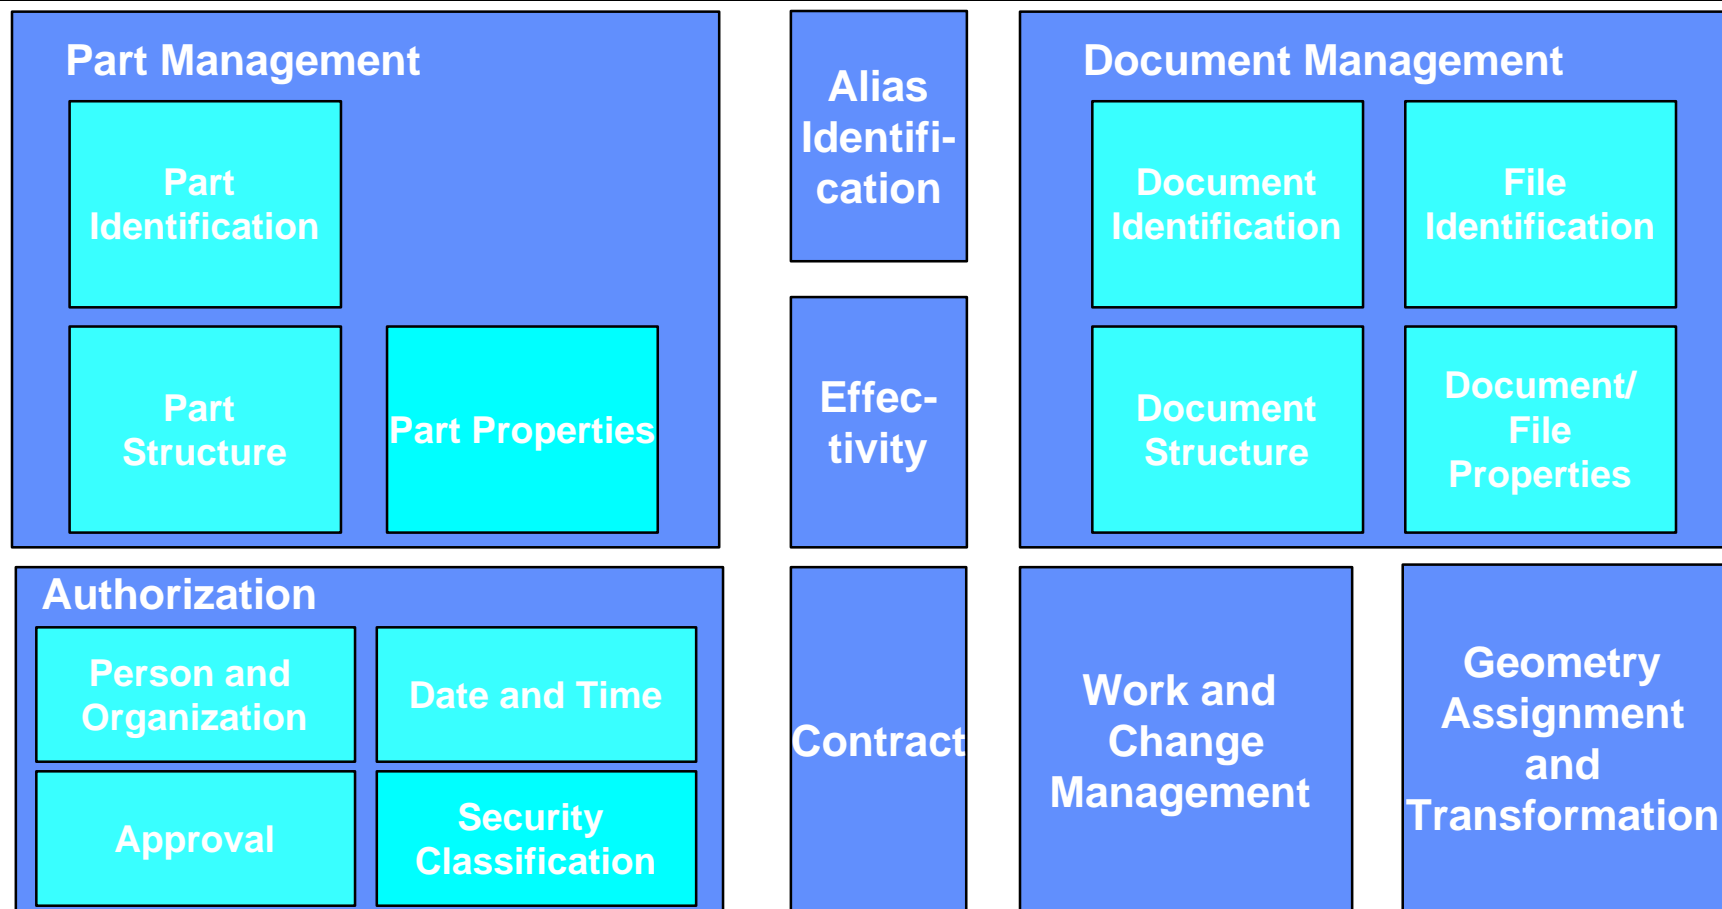 Part Management
Part
Identification
Part
Structure
Part Properties
Alias
Identifi-
cation
Effec-
tivity
Document Management
Document
Identification
File
Identification
Document
Structure
Document/
File
Properties
Authorization
Person and
Organization
Date and Time
Approval
Security
Classification
Contract
Work and
Change
Management
Geometry
Assignment
and
Transformation